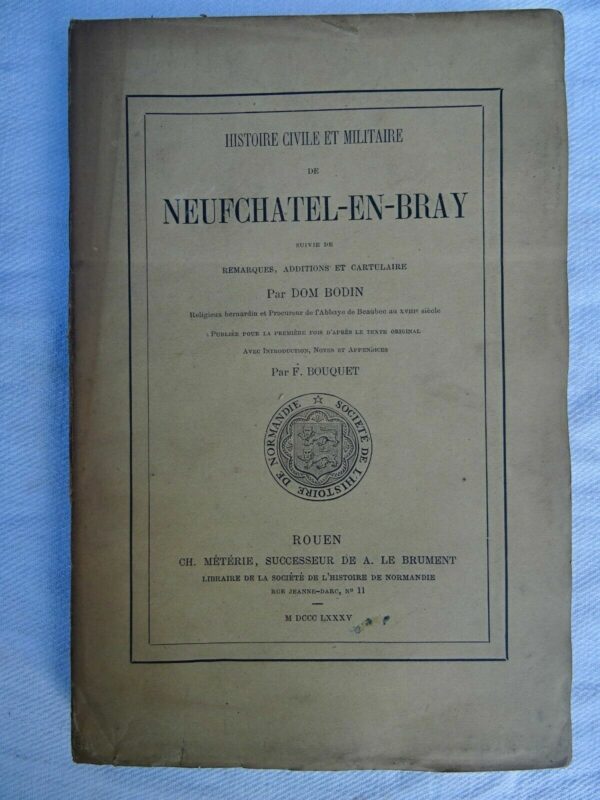 HISTOIRE CIVILE ET MILITAIRE
DE
NEUFCHATEL-EN-BRAY
SUIVIE DE
REMARQUES, ADDITIONS ET CARTULAIRE
Par DOM BODIN
Religieux bernardin et Procureur de l'Abbaye de Beaubec au XVIIIe siècle
PUBLIÉE POUR LA PREMIÈRE FOIS D'APRÈS LE TEXTE ORIGINAL
AVEC INTRODUCTION, NOTES ET APPENDICES
Par F. BOUQUET
SOCIÉTÉ DE L'HISTOIRE DE NORMANDIE
ROUEN
CH. MÉTÉRIE, SUCCESSEUR DE A. LE BRUMENT
LIBRAIRE DE LA SOCIÉTÉ DE L'HISTOIRE DE NORMANDIE
RUE JEANNE-DARC, No 11
M DCCC LXXXV